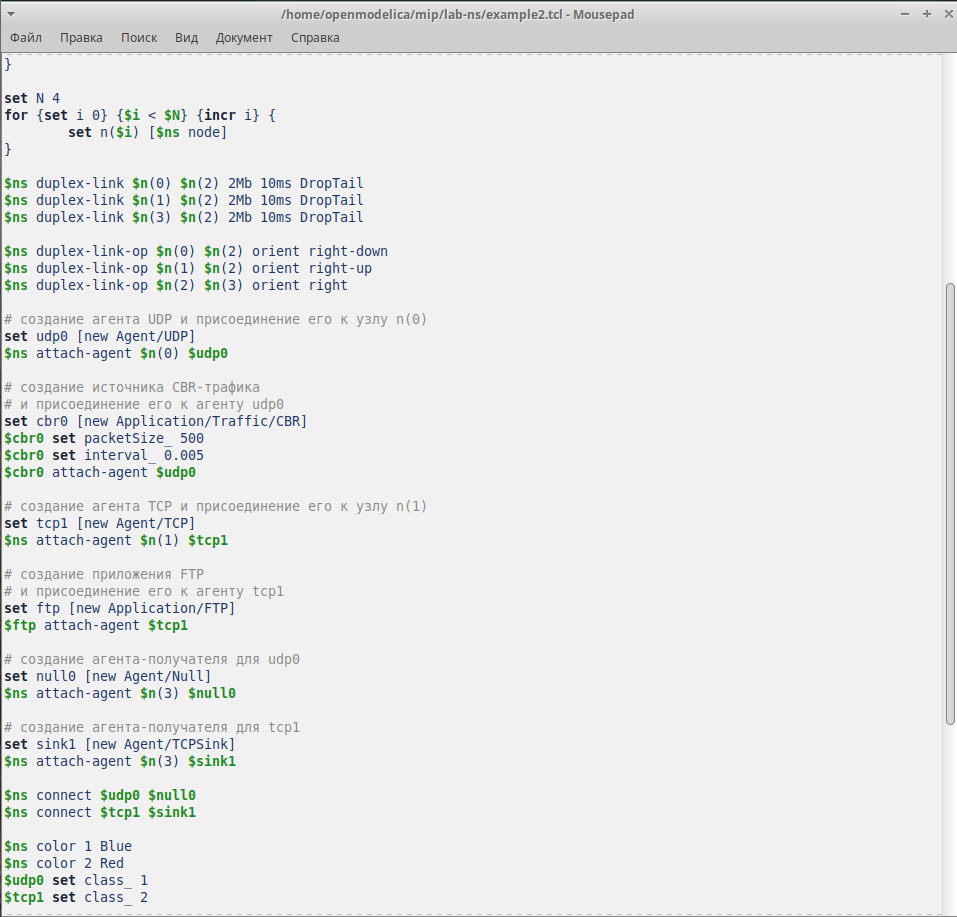 /home/openmodelica/mip/lab-ns/example2.tcl - Mousepad
Файл Правка Поиск Вид Документ Справка
}
set N 4
for {set i 0} {$i < $N} {incr i} {
        set n($i) [$ns node]
}
$ns duplex-link $n(0) $n(2) 2Mb 10ms DropTail
$ns duplex-link $n(1) $n(2) 2Mb 10ms DropTail
$ns duplex-link $n(3) $n(2) 2Mb 10ms DropTail
$ns duplex-link-op $n(0) $n(2) orient right-down
$ns duplex-link-op $n(1) $n(2) orient right-up
$ns duplex-link-op $n(2) $n(3) orient right
# создание агента UDP и присоединение его к узлу n(0)
set udp0 [new Agent/UDP]
$ns attach-agent $n(0) $udp0
# создание источника CBR-трафика
# и присоединение его к агенту udp0
set cbr0 [new Application/Traffic/CBR]
$cbr0 set packetSize_ 500
$cbr0 set interval_ 0.005
$cbr0 attach-agent $udp0
# создание агента TCP и присоединение его к узлу n(1)
set tcp1 [new Agent/TCP]
$ns attach-agent $n(1) $tcp1
# создание приложения FTP
# и присоединение его к агенту tcp1
set ftp [new Application/FTP]
$ftp attach-agent $tcp1
# создание агента-получателя для udp0
set null0 [new Agent/Null]
$ns attach-agent $n(3) $null0
# создание агента-получателя для tcp1
set sink1 [new Agent/TCPSink]
$ns attach-agent $n(3) $sink1
$ns connect $udp0 $null0
$ns connect $tcp1 $sink1
$ns color 1 Blue
$ns color 2 Red
$udp0 set class_ 1
$tcp1 set class_ 2